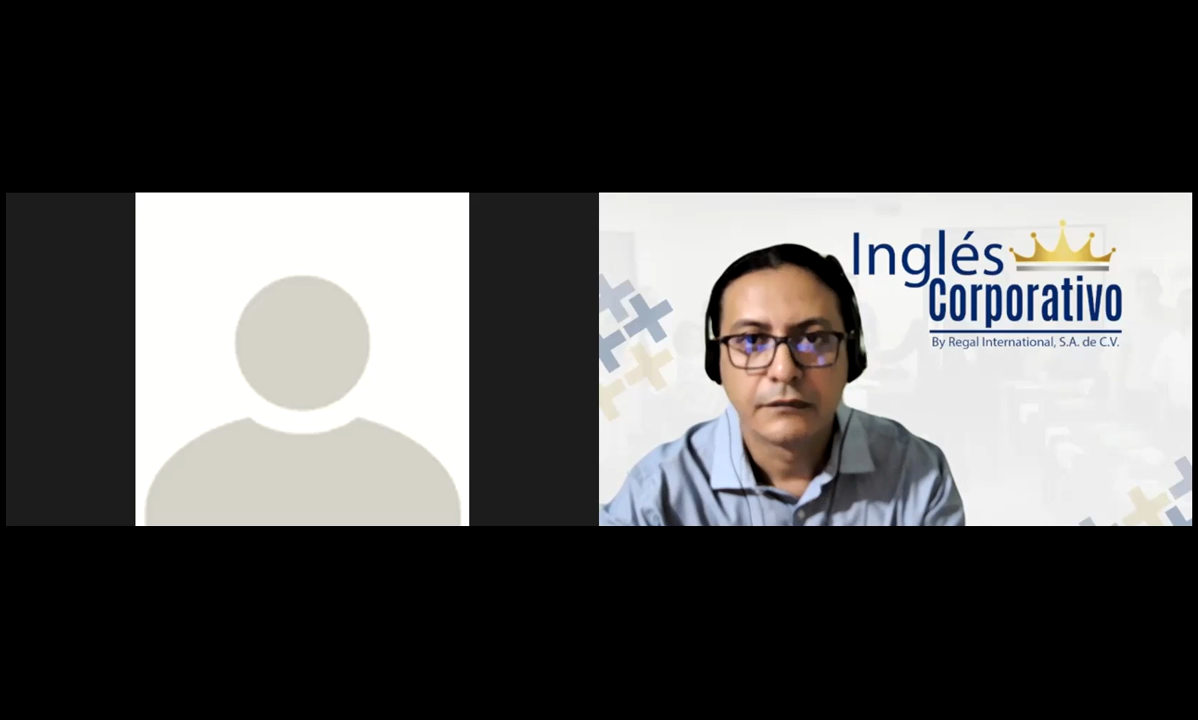 Inglés
Corporativo
By Regal International, S.A. de C.V.